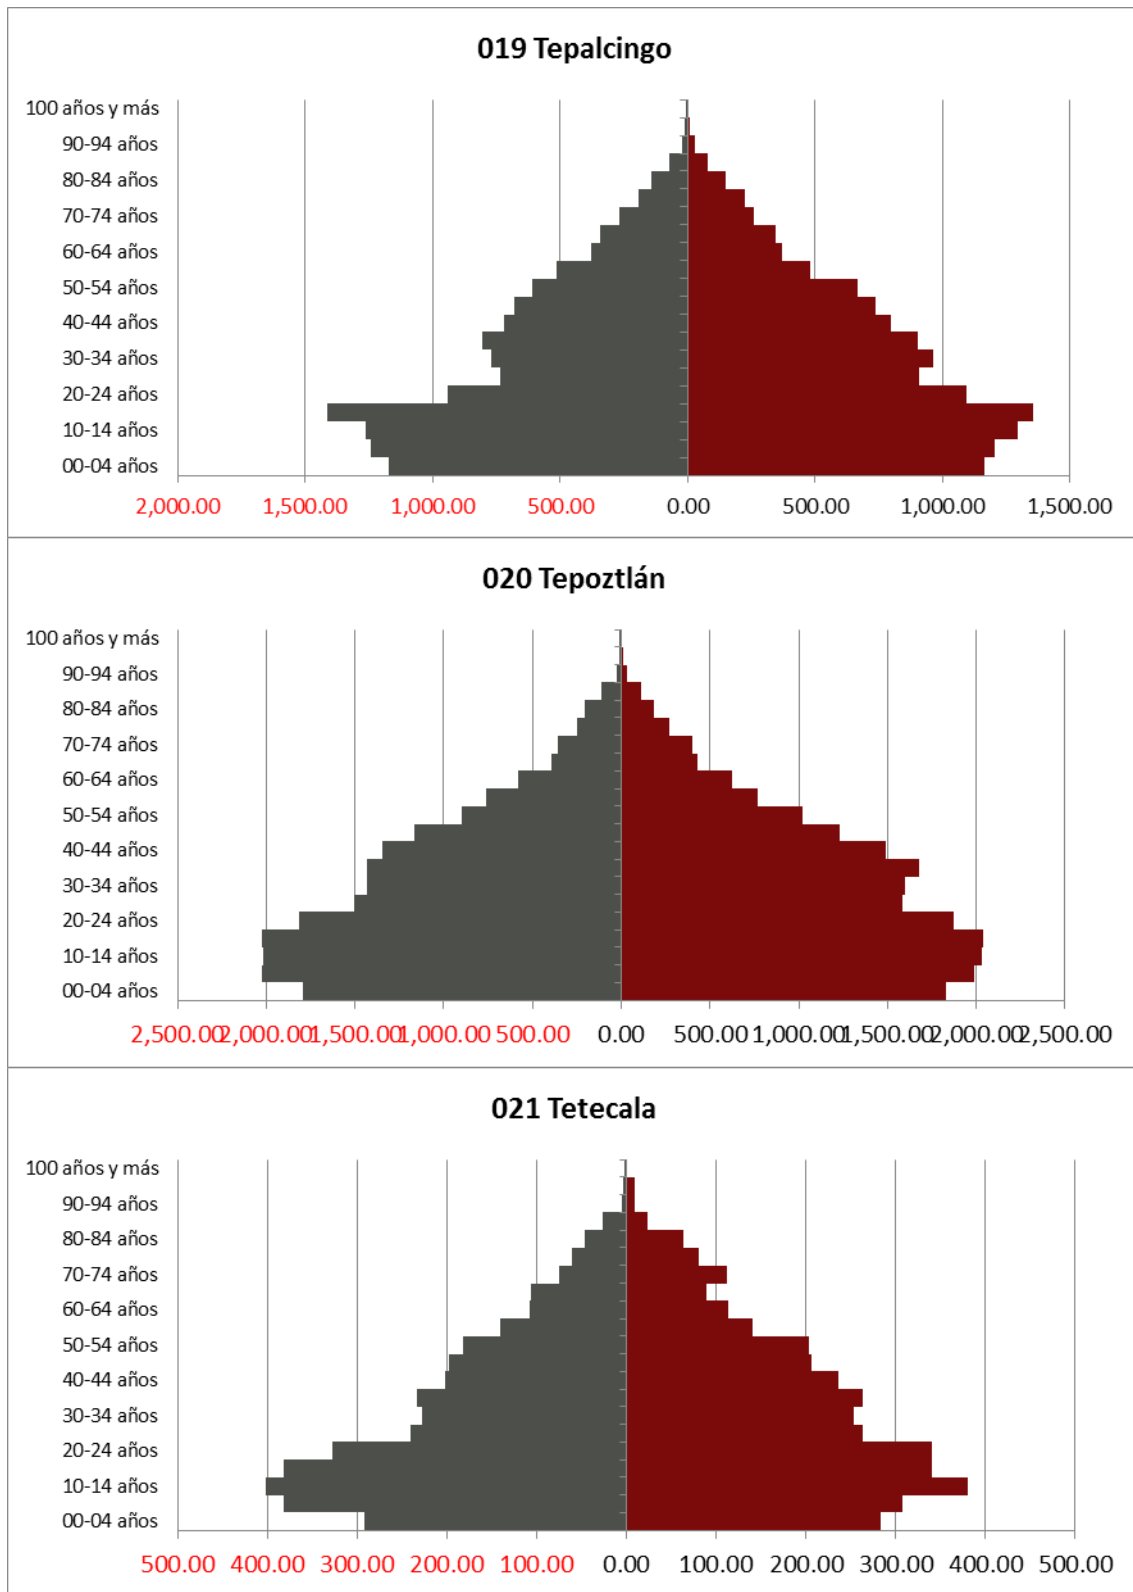 019 Tepalcingo
100 años y más
90-94 años
80-84 años
70-74 años
60-64 años
50-54 años
40-44 años
30-34 años
20-24 años
10-14 años
00-04 años
2,000.00 1,500.00 1,000.00 500.00 0.00 500.00 1,000.00 1,500.00
020 Tepoztlán
100 años y más
90-94 años
80-84 años
70-74 años
60-64 años
50-54 años
40-44 años
30-34 años
20-24 años
10-14 años
00-04 años
2,500.00 2,000.00 1,500.00 1,000.00 500.00 0.00 500.00 1,000.00 1,500.00 2,000.00 2,500.00
021 Tetecala
100 años y más
90-94 años
80-84 años
70-74 años
60-64 años
50-54 años
40-44 años
30-34 años
20-24 años
10-14 años
00-04 años
500.00 400.00 300.00 200.00 100.00 0.00 100.00 200.00 300.00 400.00 500.00